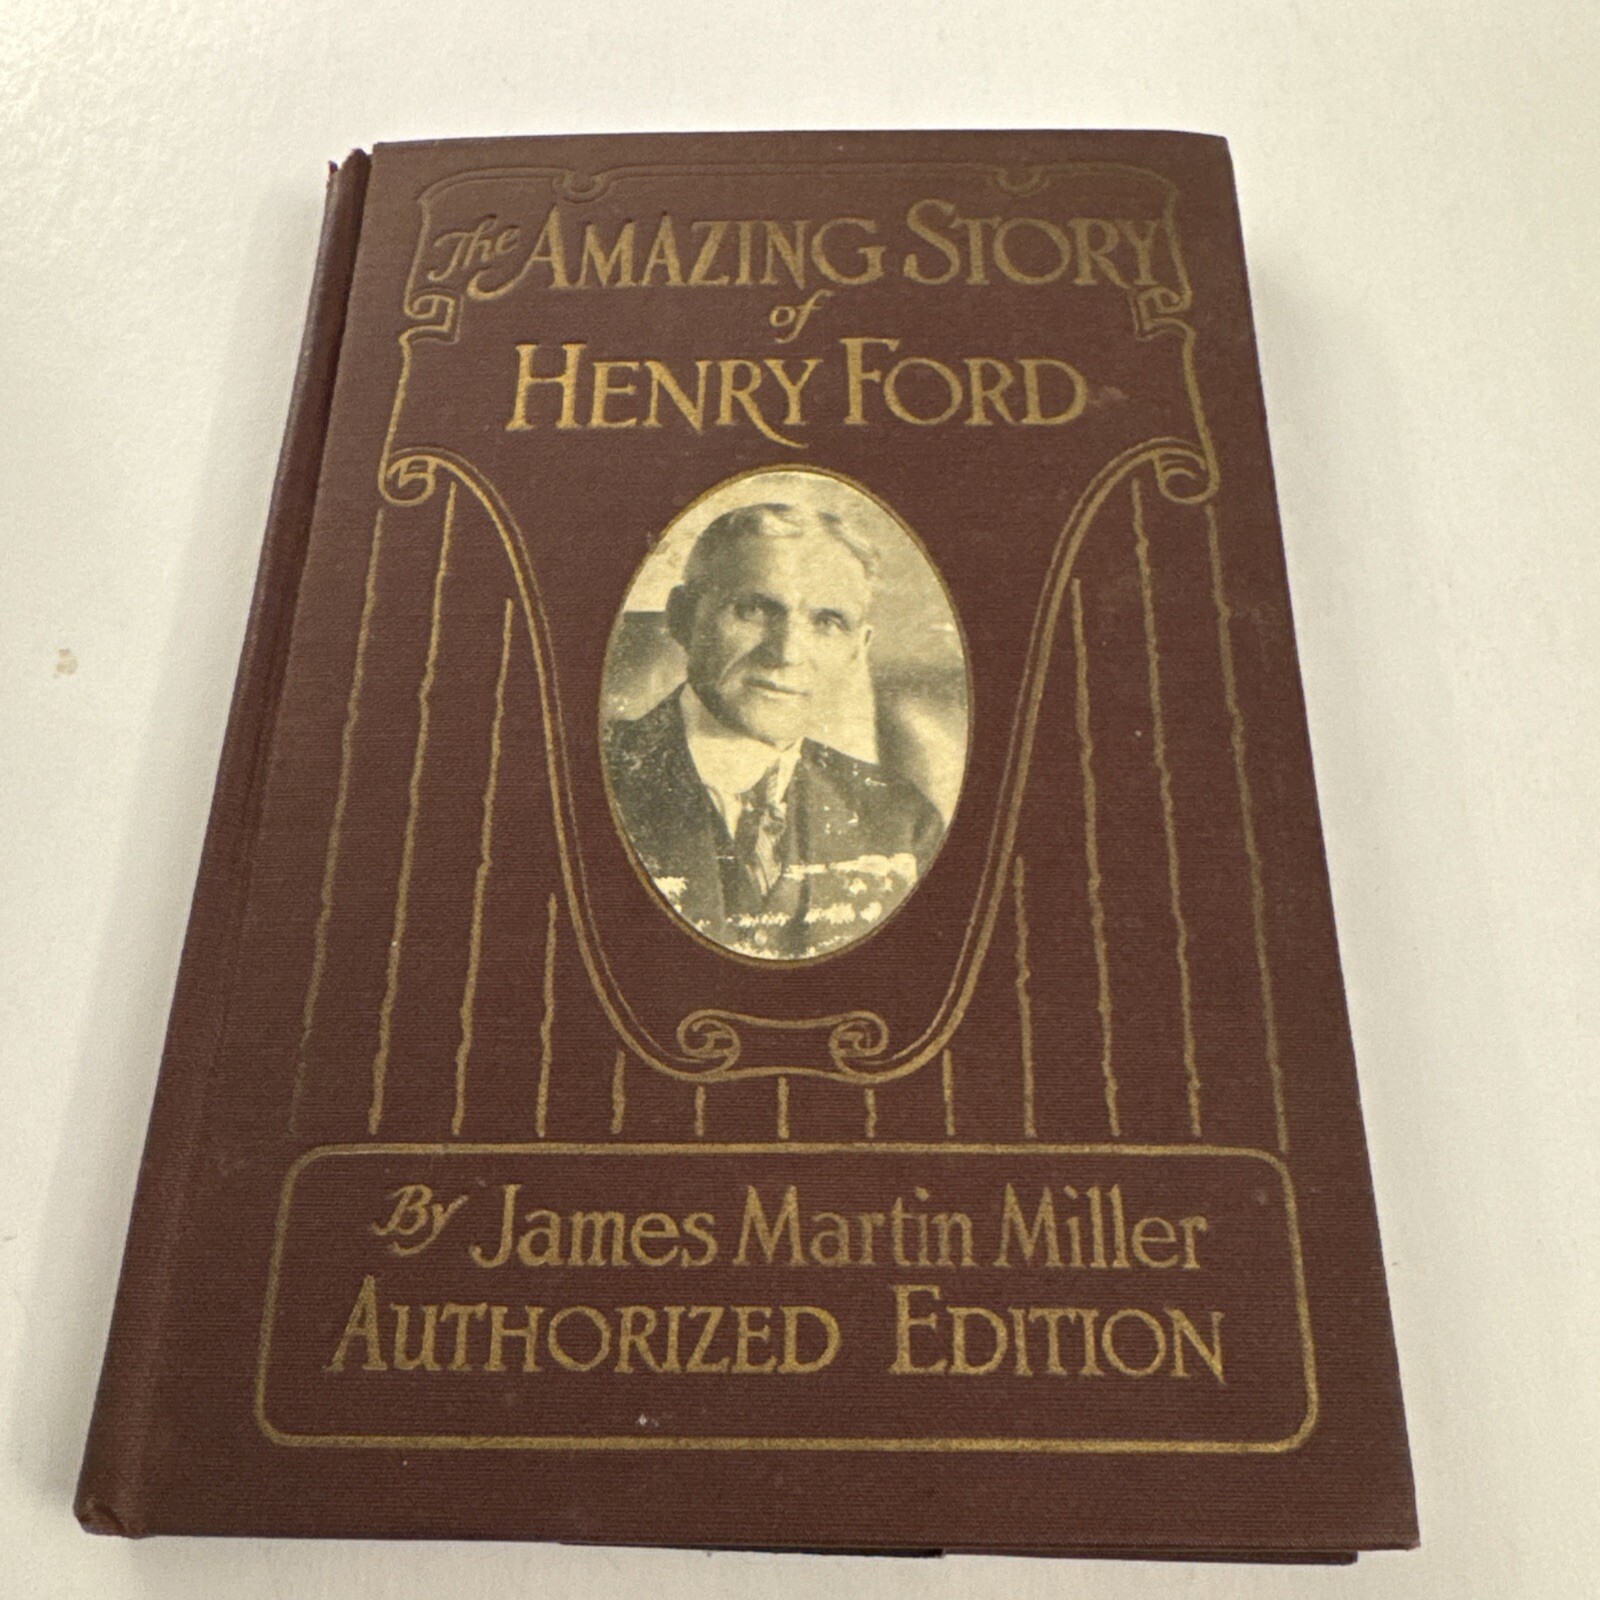 The AMAZING STORY
of
HENRY FORD
By James Martin Miller
AUTHORIZED EDITION